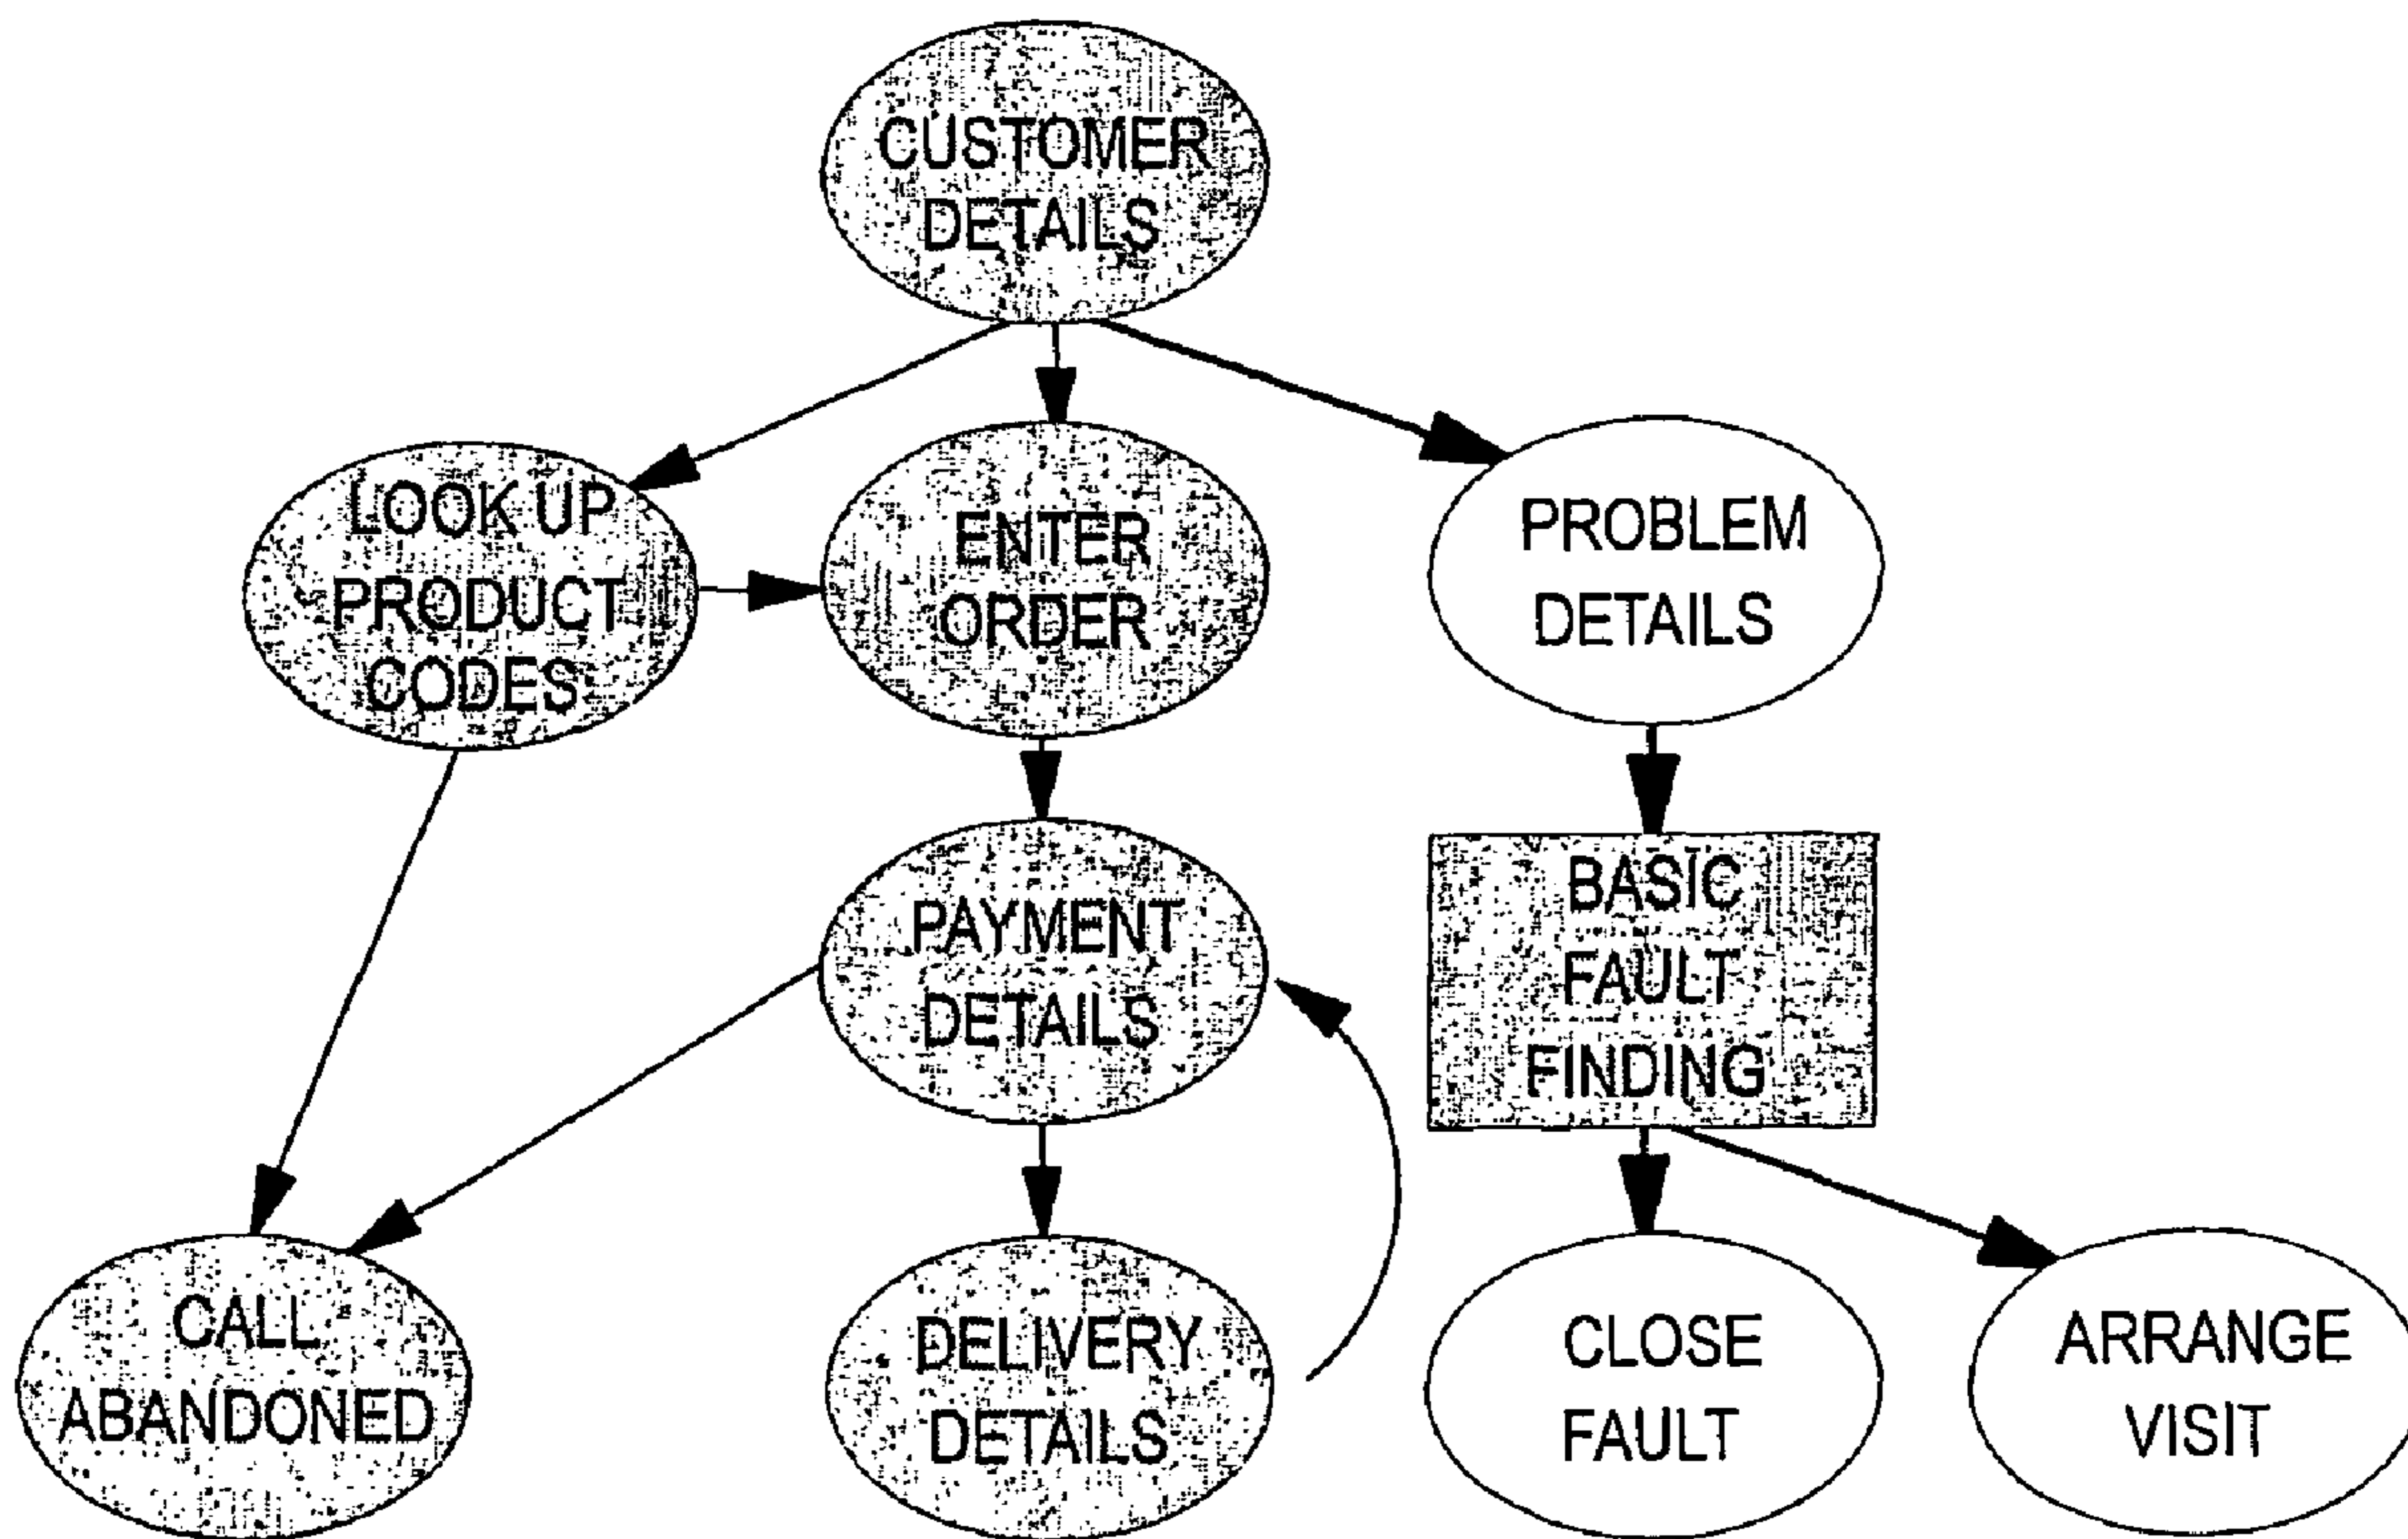 CUSTOMER
DETAILS
LOOK UP
PRODUCT
CODES
ENTER
ORDER
PROBLEM
DETAILS
PAYMENT
DETAILS
BASIC
FAULT
FINDING
CALL
ABANDONED
DELIVERY
DETAILS
CLOSE
FAULT
ARRANGE
VISIT